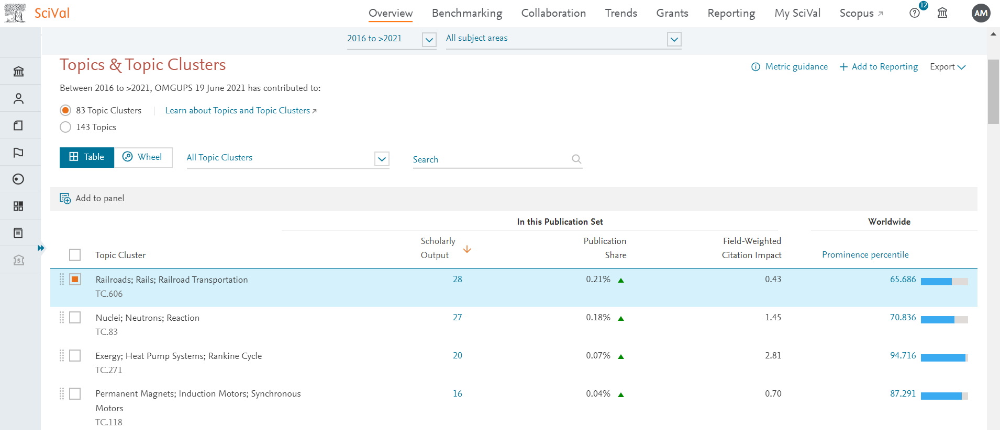 SciVal
Overview Benchmarking Collaboration Trends Grants Reporting My SciVal Scopus 12 AM
2016 to >2021 All subject areas
Topics & Topic Clusters
Metric guidance Add to Reporting Export
Between 2016 to >2021, OMGUPS 19 June 2021 has contributed to:
83 Topic Clusters Learn about Topics and Topic Clusters
143 Topics
Table Wheel All Topic Clusters Search
Add to panel
In this Publication Set Worldwide
Scholarly Publication Field-Weighted
Topic Cluster Output Share Citation Impact Prominence percentile
Railroads; Rails; Railroad Transportation 28 0.21% 0.43 65.686
TC.606
Nuclei; Neutrons; Reaction 27 0.18% 1.45 70.836
TC.83
Exergy; Heat Pump Systems; Rankine Cycle 20 0.07% 2.81 94.716
TC.271
Permanent Magnets; Induction Motors; Synchronous 16 0.04% 0.70 87.291
Motors
TC.118